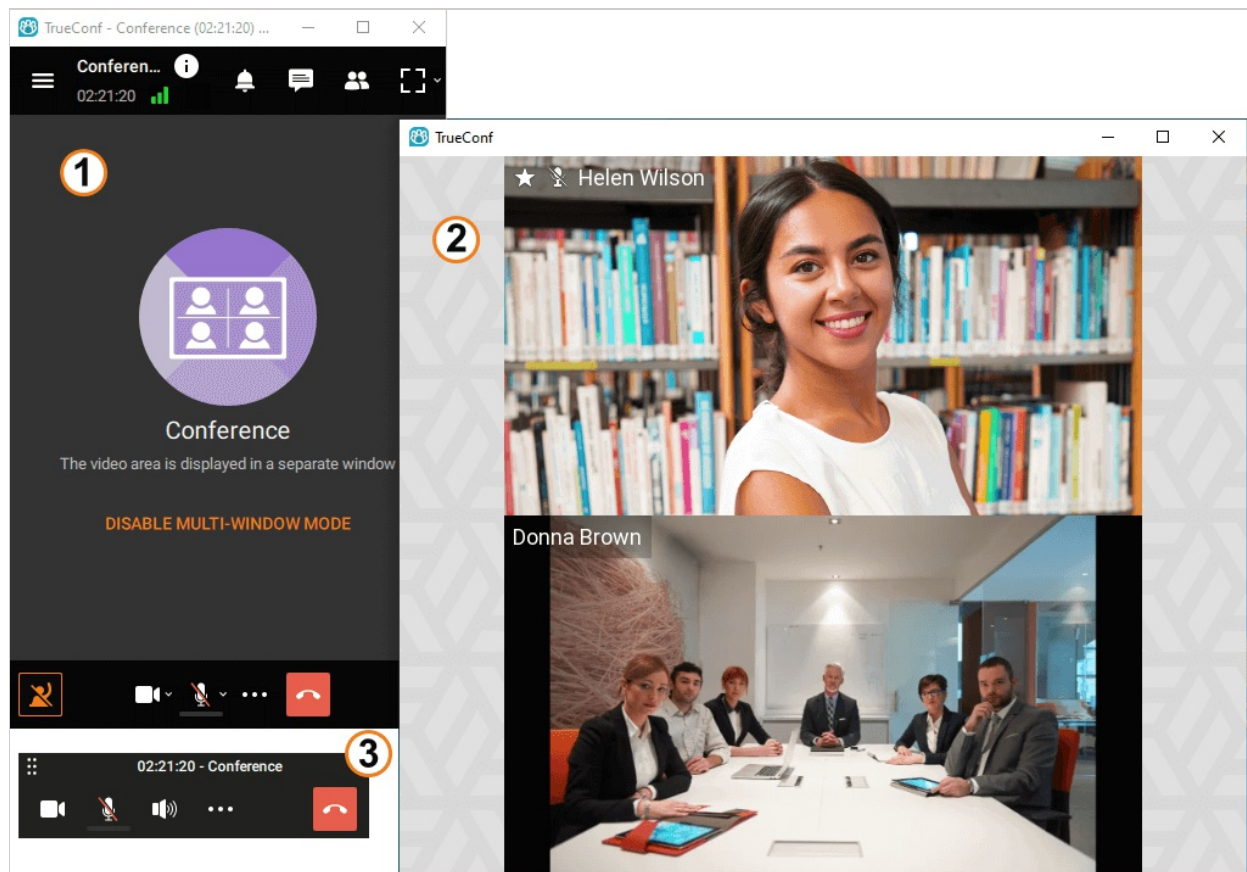 TrueConf - Conference (02:21:20) ...
Conferen... i
02:21:20
1
Conference
The video area is displayed in a separate window
DISABLE MULTI-WINDOW MODE
3
02:21:20 - Conference
TrueConf
2
Helen Wilson
Donna Brown